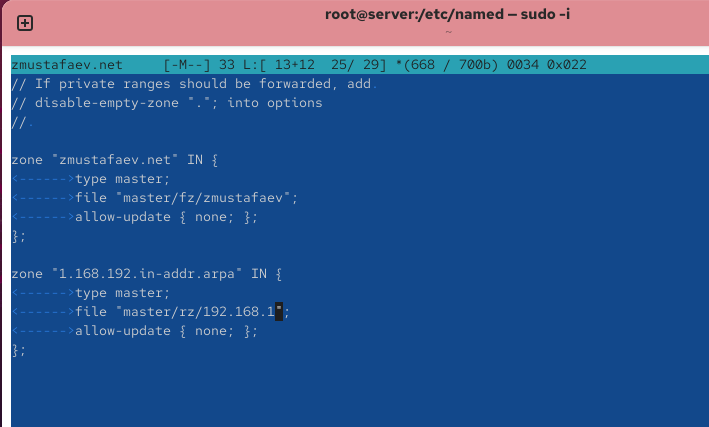 root@server:/etc/named — sudo -i
~
zmustafaev.net [-M--] 33 L:[ 13+12 25/ 29] *(668 / 700b) 0034 0x022
// If private ranges should be forwarded, add.
// disable-empty-zone "."; into options
//.
zone "zmustafaev.net" IN {
<------>type master;
<------>file "master/fz/zmustafaev";
<------>allow-update { none; };
};
zone "1.168.192.in-addr.arpa" IN {
<------>type master;
<------>file "master/rz/192.168.1";
<------>allow-update { none; };
};